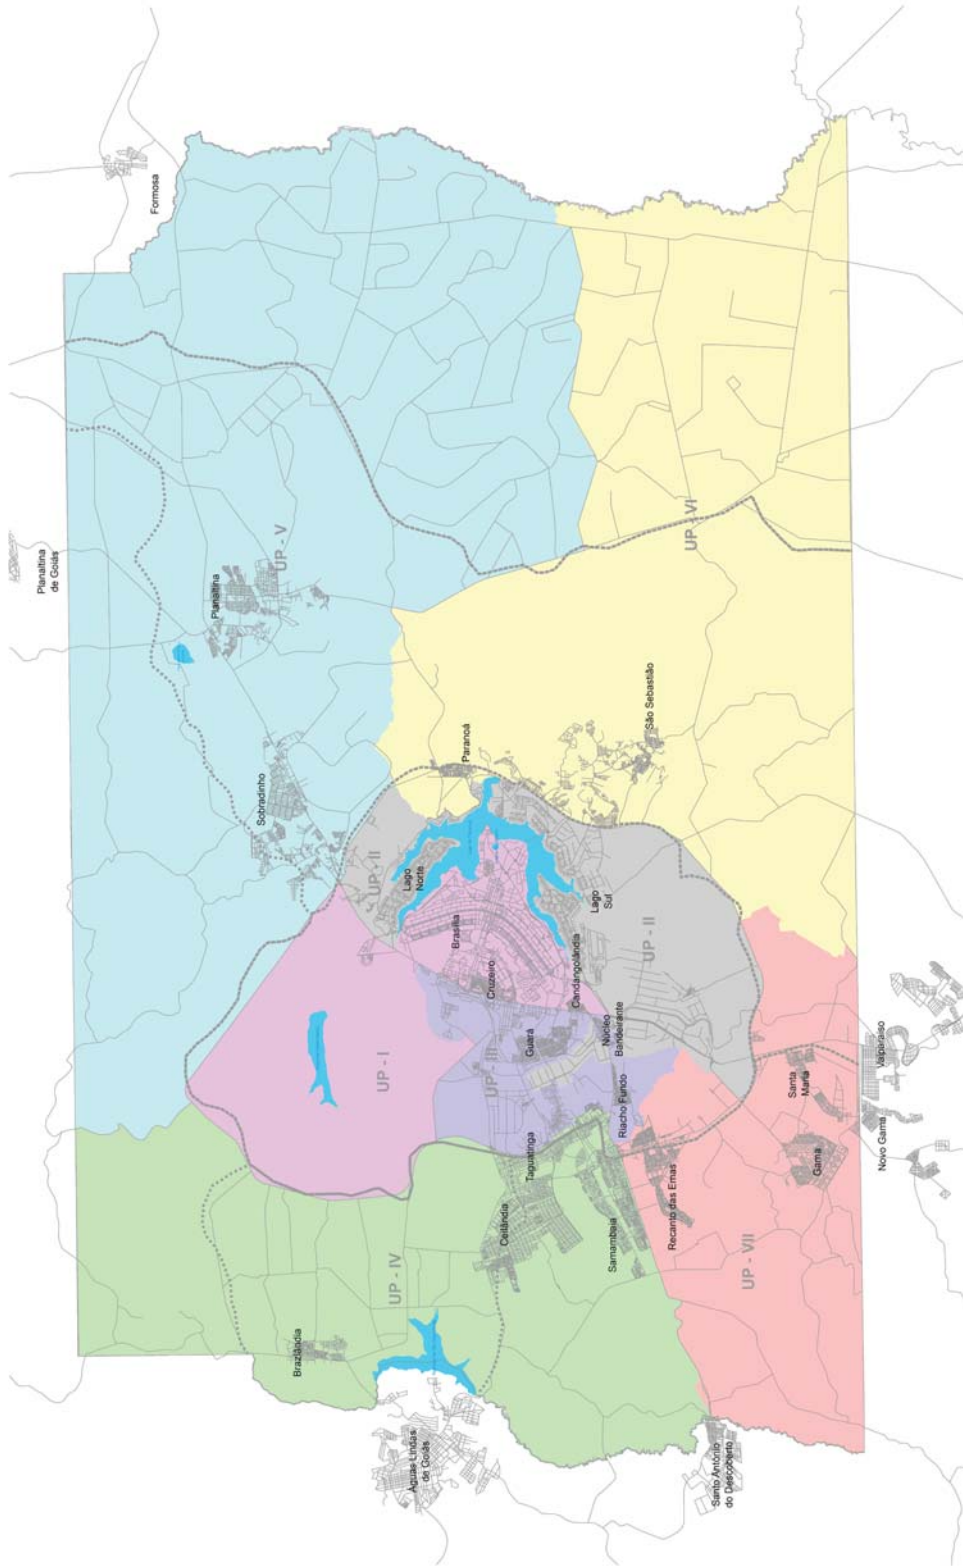 Formosa
Planaltina
de Goiás
Planaltina
UP - V
UP - VI
Sobradinho
Paranoá
São Sebastião
UP - II
Lago
Norte
Brasília
Lago
Sul
UP - II
Cruzeiro
Candangolândia
UP - I
UP - III
Guará
Núcleo
Bandeirante
Riacho Fundo
Taguatinga
Santa
Maria
Valparaíso
Novo Gama
Gama
Recanto das Emas
Samambaia
Ceilândia
UP - IV
UP - VII
Brazlândia
Águas Lindas
de Goiás
Santo Antônio
do Descoberto